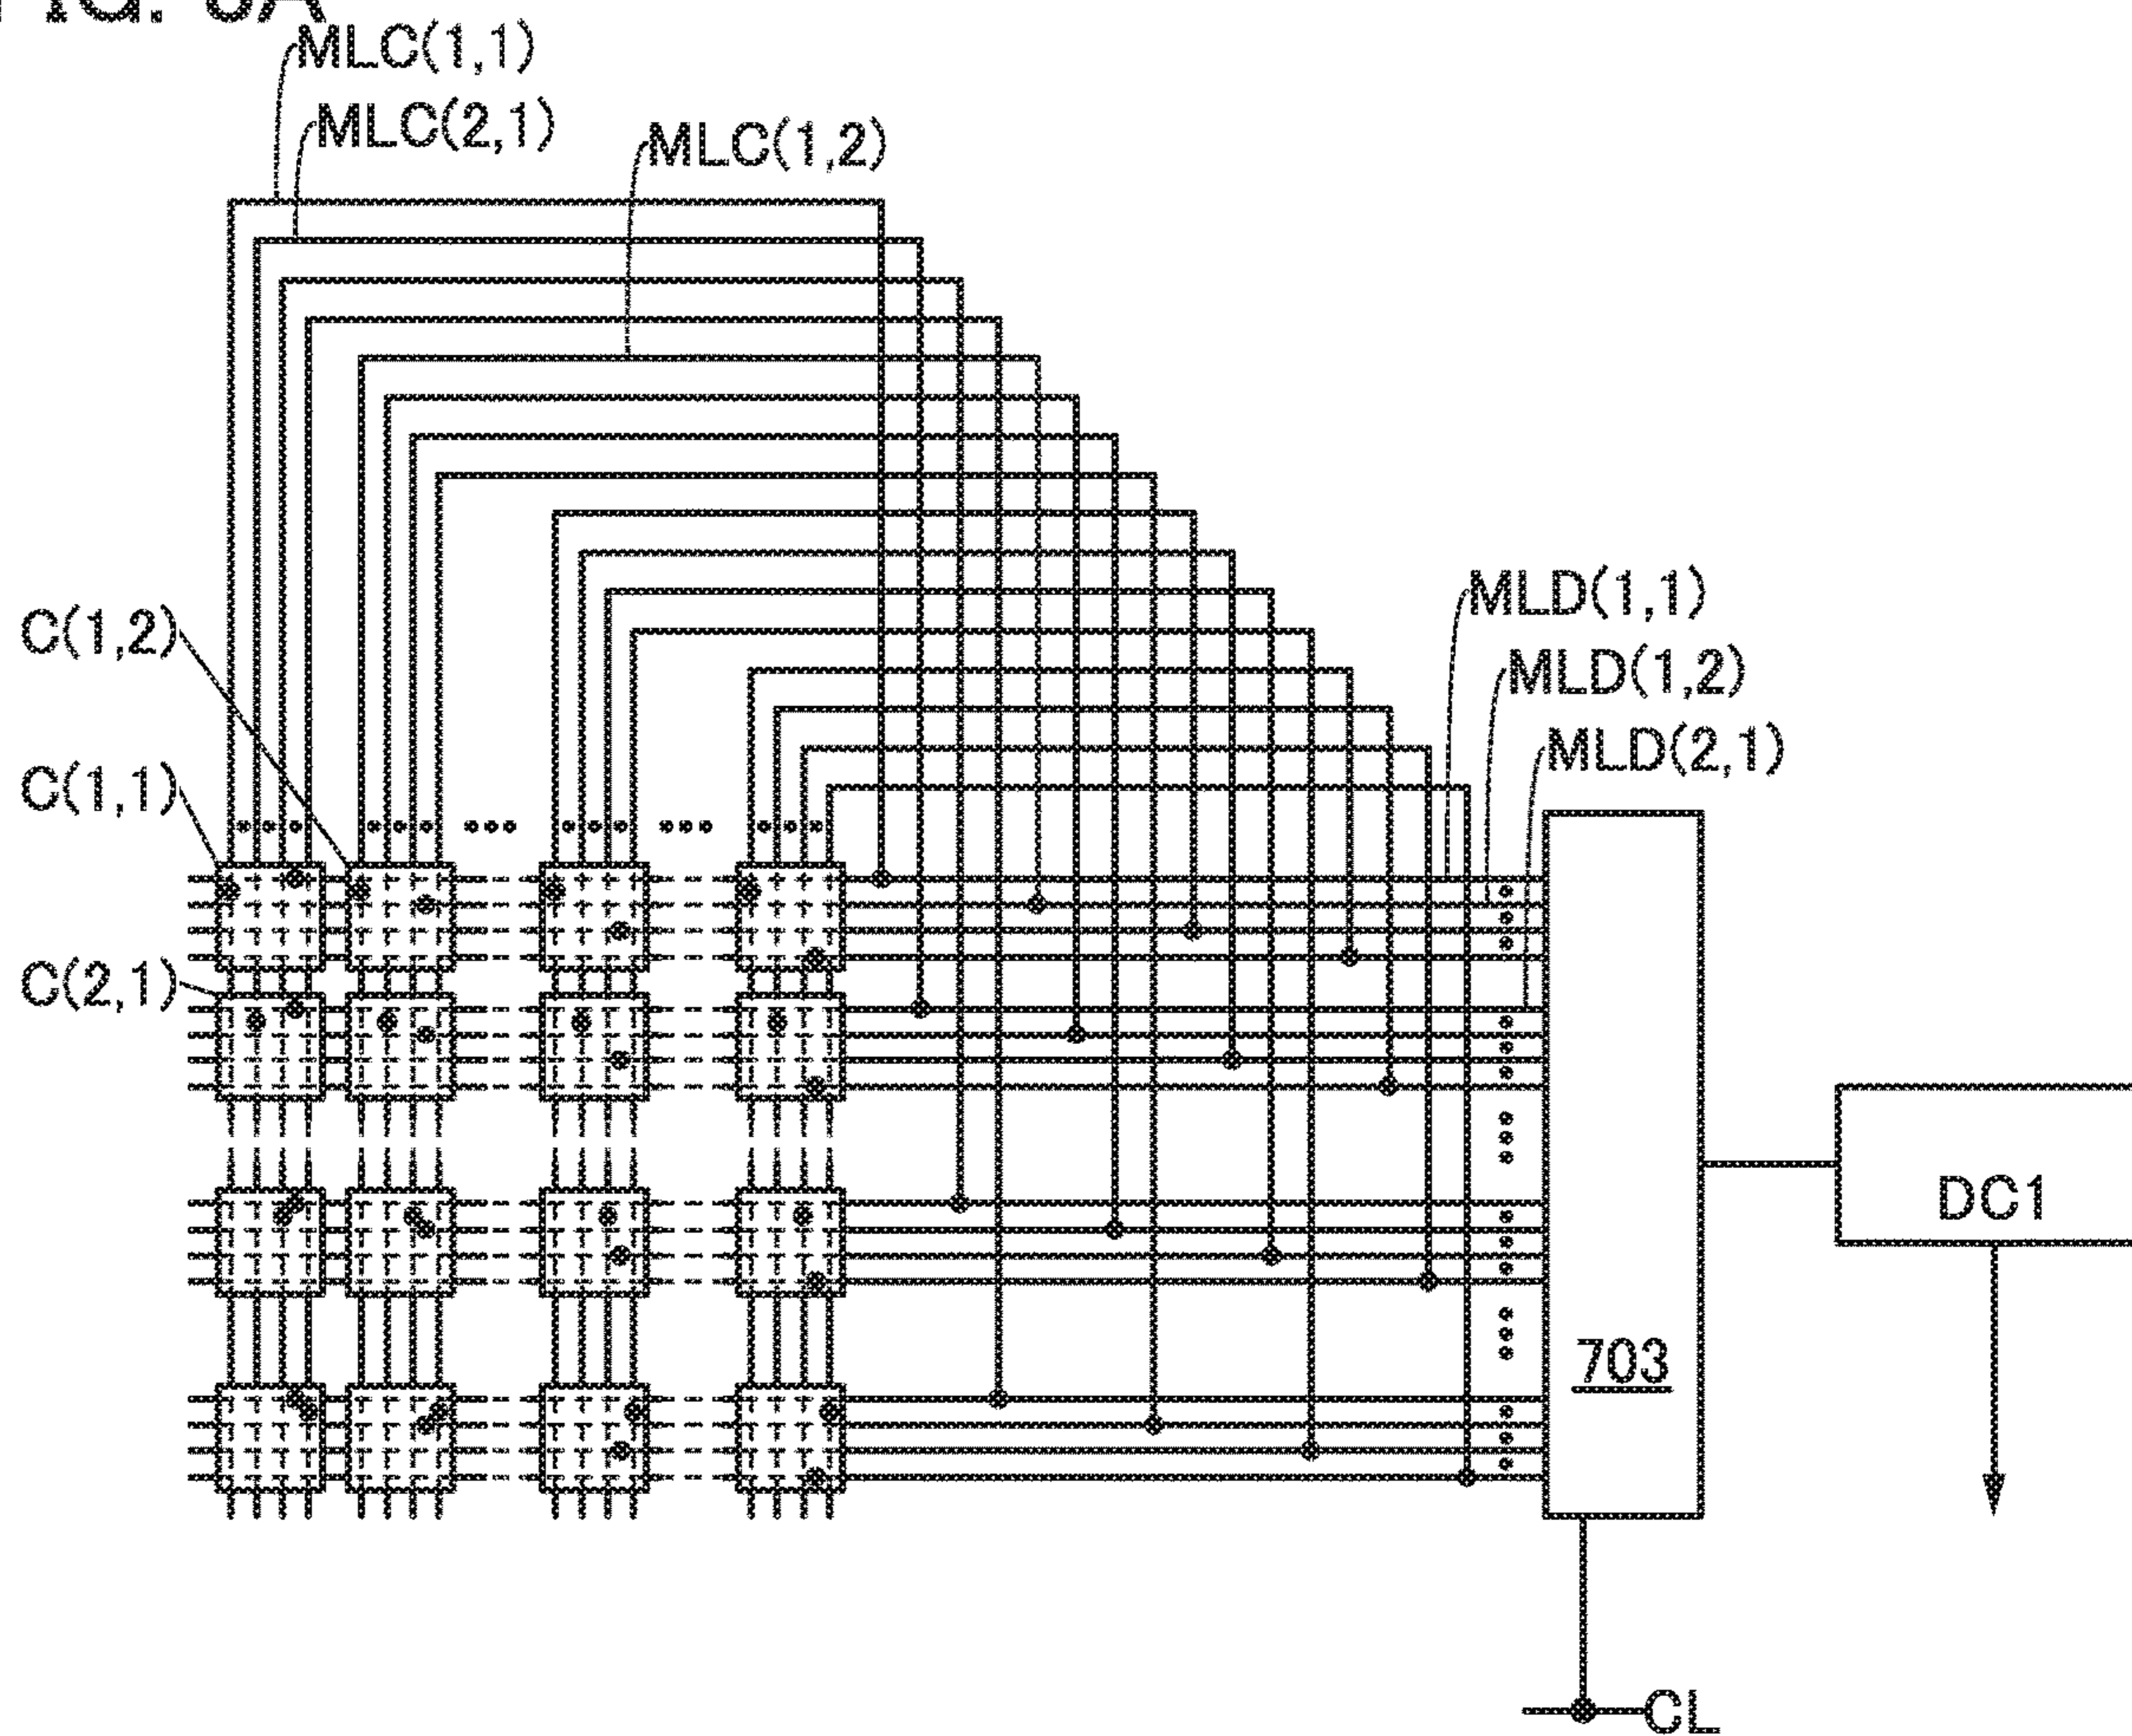 MLC(1,1)
MLC(2,1)
MLC(1,2)
C(1,2)
MLD(1,1)
MLD(1,2)
C(1,1)
MLD(2,1)
C(2,1)
DC1
703
CL